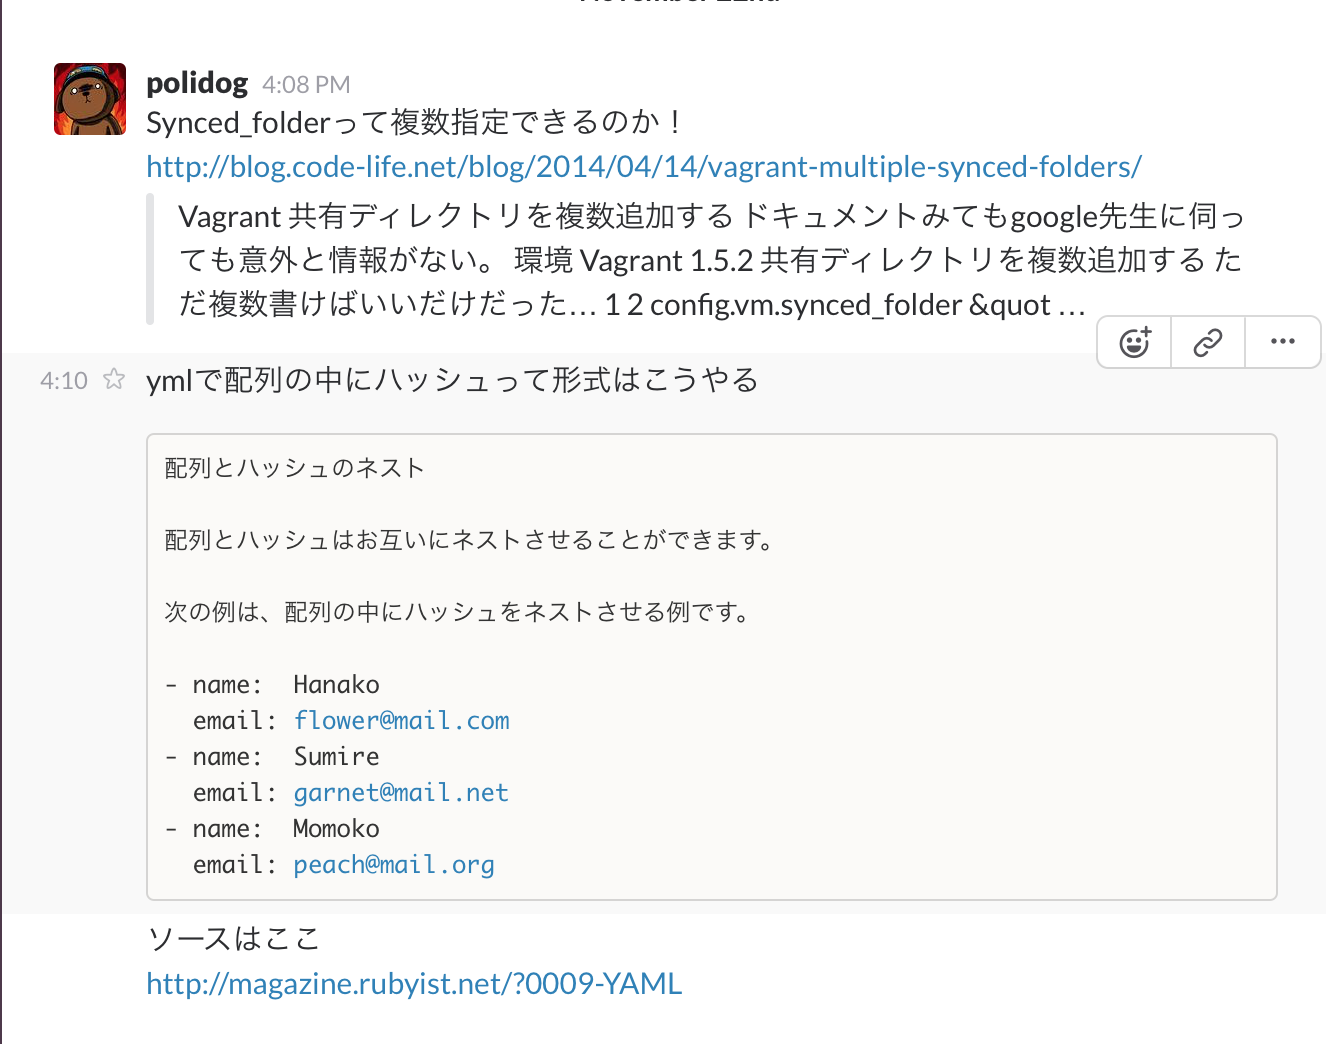 polidog 4:08 PM
Synced_folderって複数指定できるのか！
http://blog.code-life.net/blog/2014/04/14/vagrant-multiple-synced-folders/
Vagrant 共有ディレクトリを複数追加する ドキュメントみてもgoogle先生に伺っ
ても意外と情報がない。 環境 Vagrant 1.5.2 共有ディレクトリを複数追加する た
だ複数書けばいいだけだった… 1 2 config.vm.synced_folder &quot …
4:10 ymlで配列の中にハッシュって形式はこうやる
配列とハッシュのネスト
配列とハッシュはお互いにネストさせることができます。
次の例は、配列の中にハッシュをネストさせる例です。
- name:  Hanako
  email: flower@mail.com
- name:  Sumire
  email: garnet@mail.net
- name:  Momoko
  email: peach@mail.org
ソースはここ
http://magazine.rubyist.net/?0009-YAML